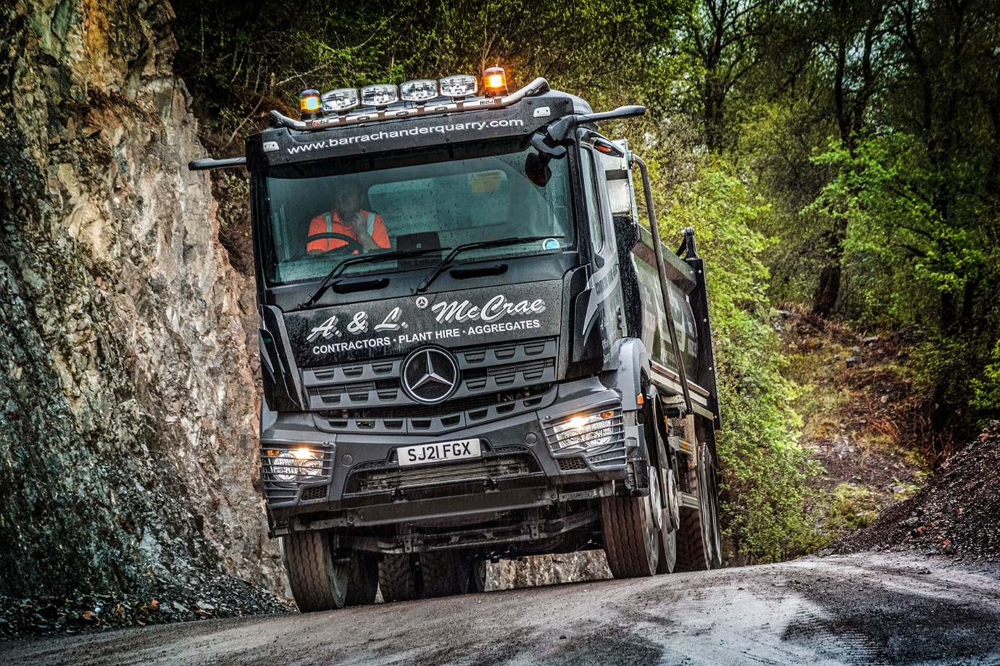 www.barrachanderquarry.com
A. & L. McCrae
CONTRACTORS · PLANT HIRE · AGGREGATES
SJ21 FGX